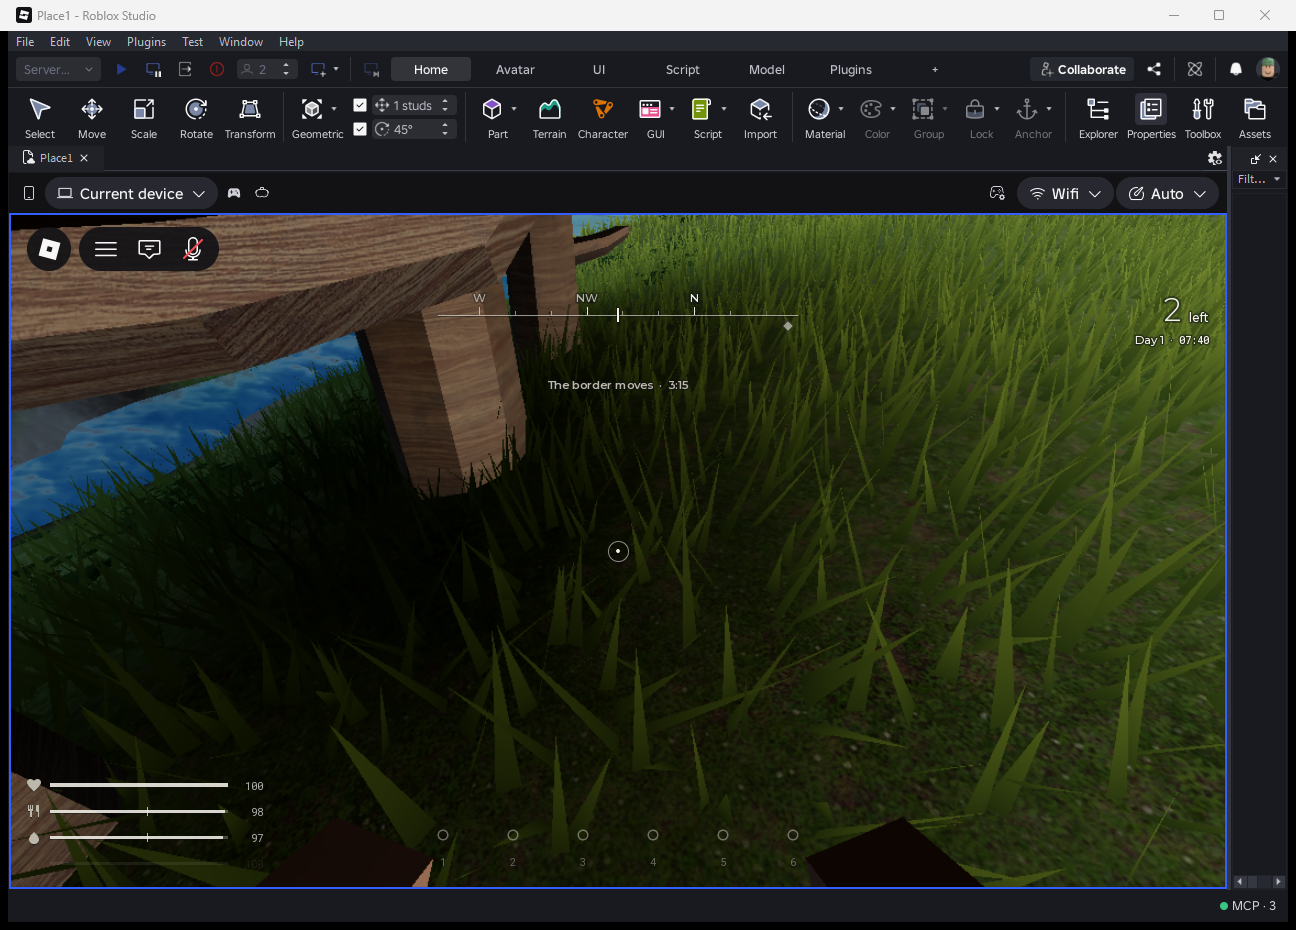 Place1 - Roblox Studio
File Edit View Plugins Test Window Help
Server... 2 Home Avatar UI Script Model Plugins + Collaborate
1 studs
45°
Select Move Scale Rotate Transform Geometric Part Terrain Character GUI Script Import Material Color Group Lock Anchor Explorer Properties Toolbox Assets
Place1
Filt...
Current device Wifi Auto
W NW N
2 left
Day 1 · 07:40
The border moves · 3:15
100
98
97
1 2 3 4 5 6
MCP · 3